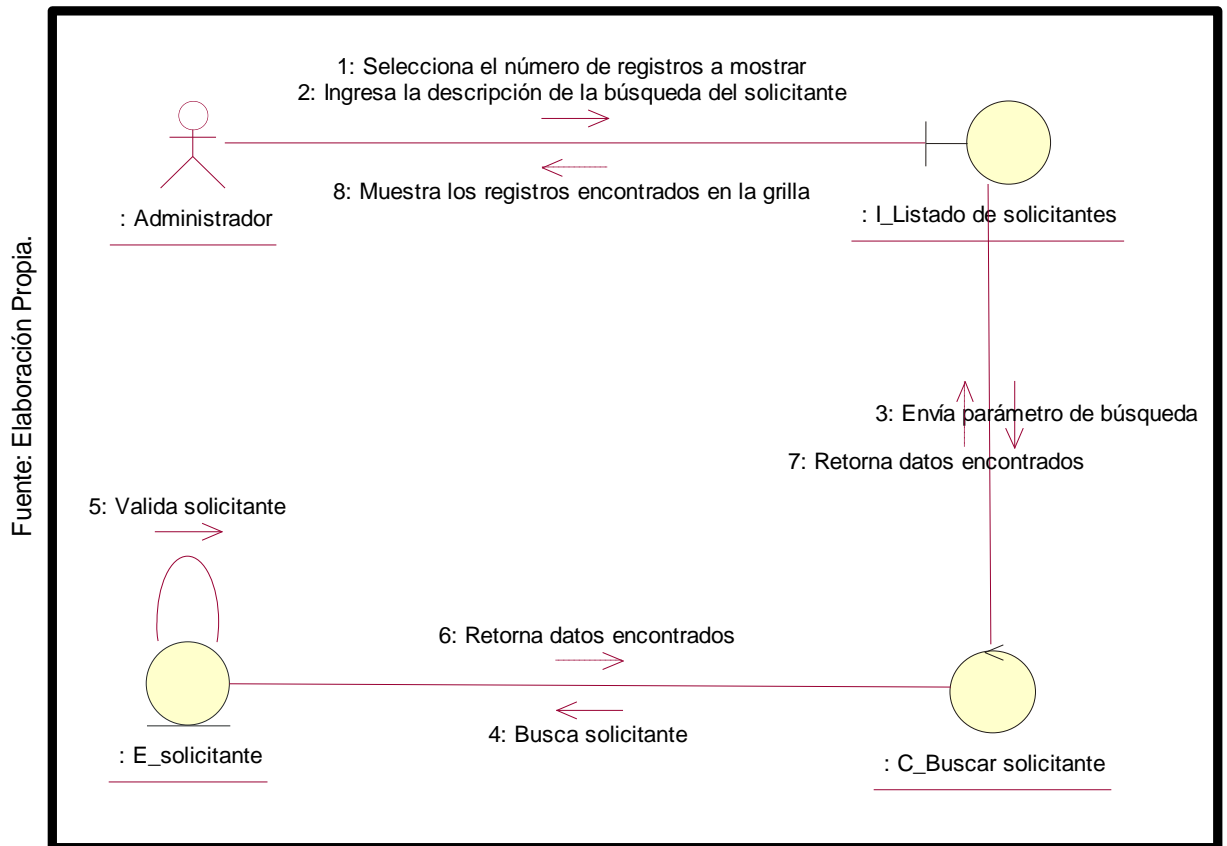 1: Selecciona el número de registros a mostrar
2: Ingresa la descripción de la búsqueda del solicitante
8: Muestra los registros encontrados en la grilla
: Administrador
: I_Listado de solicitantes
Fuente: Elaboración Propia.
3: Envía parámetro de búsqueda
7: Retorna datos encontrados
5: Valida solicitante
6: Retorna datos encontrados
4: Busca solicitante
: E_solicitante
: C_Buscar solicitante